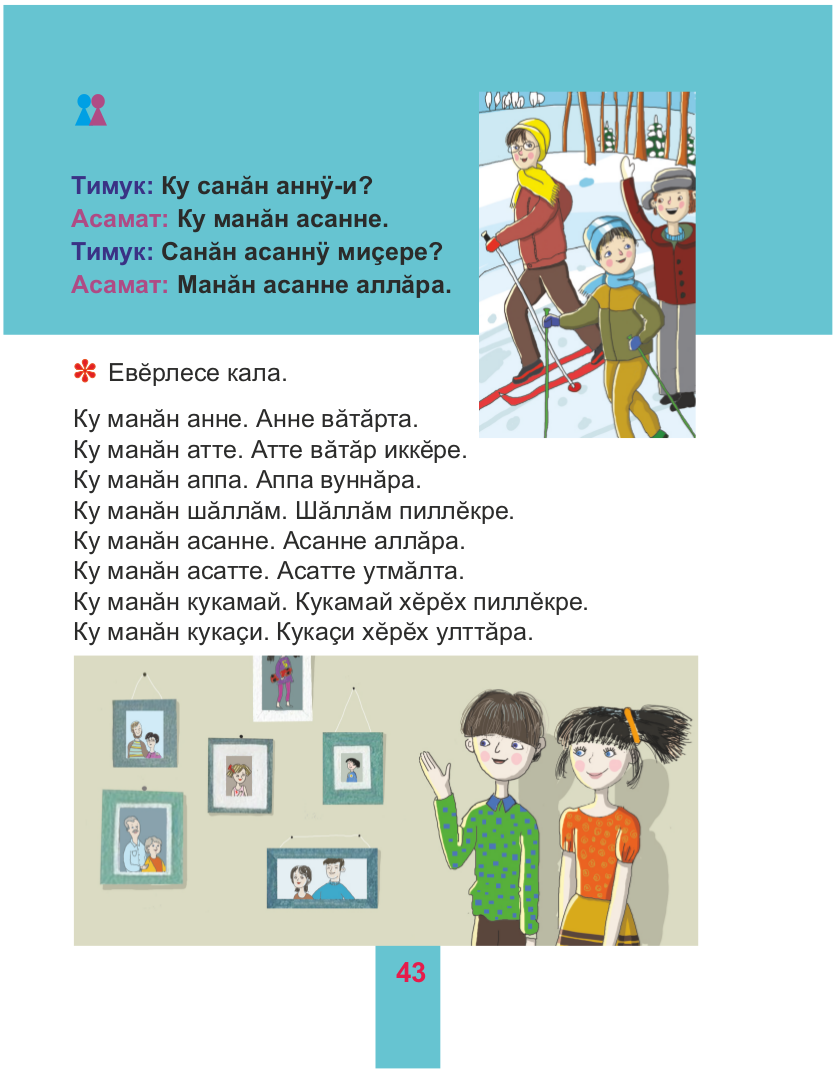 Тимук: Ку санӑн аннӳ-и?
Асамат: Ку манӑн асанне.
Тимук: Санӑн асаннӳ миҫере?
Асамат: Манӑн асанне аллӑра.
✽ Евӗрлесе кала.
Ку манӑн анне. Анне вӑтӑрта.
Ку манӑн атте. Атте вӑтӑр иккӗре.
Ку манӑн аппа. Аппа вуннӑра.
Ку манӑн шӑллӑм. Шӑллӑм пиллӗкре.
Ку манӑн асанне. Асанне аллӑра.
Ку манӑн асатте. Асатте утмӑлта.
Ку манӑн кукамай. Кукамай хӗрӗх пиллӗкре.
Ку манӑн кукаҫи. Кукаҫи хӗрӗх улттӑра.
43